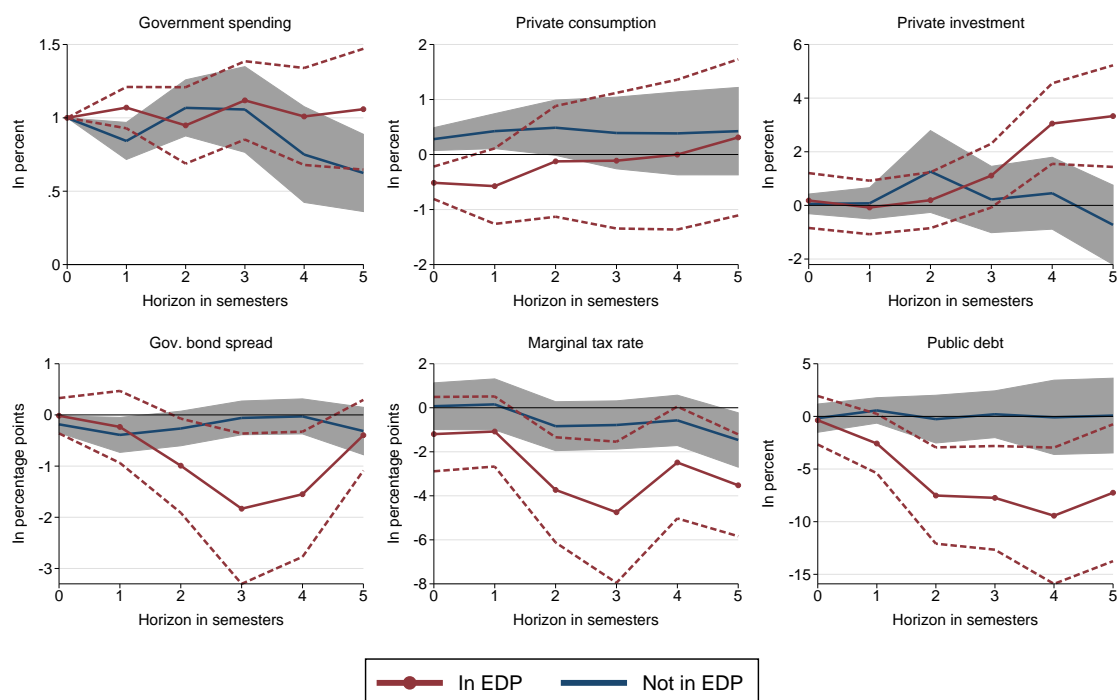 Government spending
Private consumption
Private investment
In percent
1.5
1
.5
0
0 1 2 3 4 5
Horizon in semesters
In percent
2
1
0
-1
-2
0 1 2 3 4 5
Horizon in semesters
6
4
2
0
-2
0 1 2 3 4 5
Horizon in semesters
In percent
Gov. bond spread
Marginal tax rate
Public debt
In percentage points
1
0
-1
-2
-3
0 1 2 3 4 5
Horizon in semesters
In percentage points
2
0
-2
-4
-6
-8
0 1 2 3 4 5
Horizon in semesters
In percent
5
0
-5
-10
-15
0 1 2 3 4 5
Horizon in semesters
In EDP Not in EDP